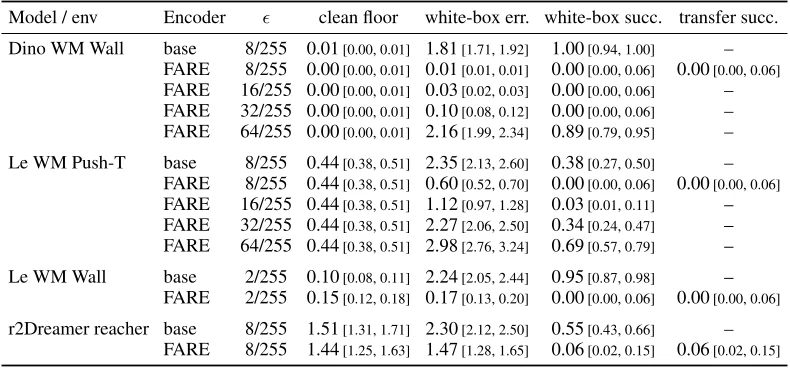 Model / env Encoder ϵ clean floor white-box err. white-box succ. transfer succ.
Dino WM Wall base 8/255 0.01 [0.00, 0.01] 1.81 [1.71, 1.92] 1.00 [0.94, 1.00] –
FARE 8/255 0.00 [0.00, 0.01] 0.01 [0.01, 0.01] 0.00 [0.00, 0.06] 0.00 [0.00, 0.06]
FARE 16/255 0.00 [0.00, 0.01] 0.03 [0.02, 0.03] 0.00 [0.00, 0.06] –
FARE 32/255 0.00 [0.00, 0.01] 0.10 [0.08, 0.12] 0.00 [0.00, 0.06] –
FARE 64/255 0.00 [0.00, 0.01] 2.16 [1.99, 2.34] 0.89 [0.79, 0.95] –
Le WM Push-T base 8/255 0.44 [0.38, 0.51] 2.35 [2.13, 2.60] 0.38 [0.27, 0.50] –
FARE 8/255 0.44 [0.38, 0.51] 0.60 [0.52, 0.70] 0.00 [0.00, 0.06] 0.00 [0.00, 0.06]
FARE 16/255 0.44 [0.38, 0.51] 1.12 [0.97, 1.28] 0.03 [0.01, 0.11] –
FARE 32/255 0.44 [0.38, 0.51] 2.27 [2.06, 2.50] 0.34 [0.24, 0.47] –
FARE 64/255 0.44 [0.38, 0.51] 2.98 [2.76, 3.24] 0.69 [0.57, 0.79] –
Le WM Wall base 2/255 0.10 [0.08, 0.11] 2.24 [2.05, 2.44] 0.95 [0.87, 0.98] –
FARE 2/255 0.15 [0.12, 0.18] 0.17 [0.13, 0.20] 0.00 [0.00, 0.06] 0.00 [0.00, 0.06]
r2Dreamer reacher base 8/255 1.51 [1.31, 1.71] 2.30 [2.12, 2.50] 0.55 [0.43, 0.66] –
FARE 8/255 1.44 [1.25, 1.63] 1.47 [1.28, 1.65] 0.06 [0.02, 0.15] 0.06 [0.02, 0.15]